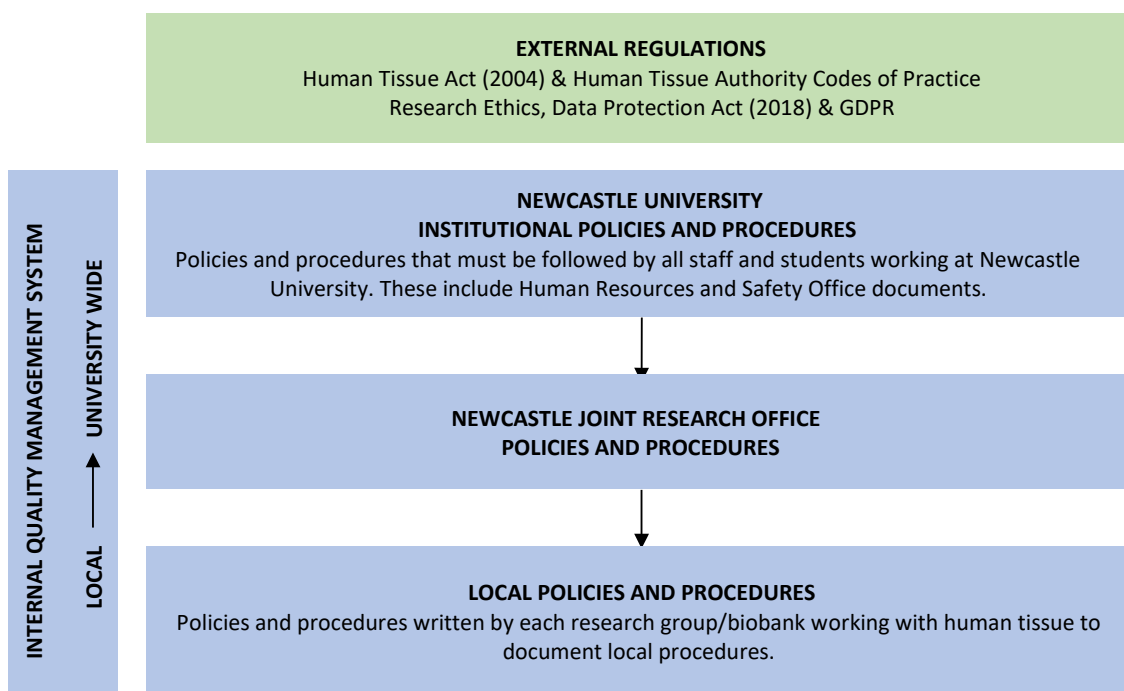 EXTERNAL REGULATIONS
Human Tissue Act (2004) & Human Tissue Authority Codes of Practice
Research Ethics, Data Protection Act (2018) & GDPR
INTERNAL QUALITY MANAGEMENT SYSTEM
LOCAL
UNIVERSITY WIDE
NEWCASTLE UNIVERSITY
INSTITUTIONAL POLICIES AND PROCEDURES
Policies and procedures that must be followed by all staff and students working at Newcastle
University. These include Human Resources and Safety Office documents.
NEWCASTLE JOINT RESEARCH OFFICE
POLICIES AND PROCEDURES
LOCAL POLICIES AND PROCEDURES
Policies and procedures written by each research group/biobank working with human tissue to
document local procedures.